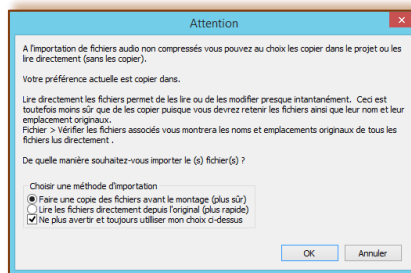 Attention
A l'importation de fichiers audio non compressés vous pouvez au choix les copier dans le projet ou les
lire directement (sans les copier).
Votre préférence actuelle est copier dans.
Lire directement les fichiers permet de les lire ou de les modifier presque instantanément. Ceci est
toutefois moins sûr que de les copier puisque vous devrez retenir les fichiers ainsi que leur nom et leur
emplacement originaux.
Fichier > Vérifier les fichiers associés vous montrera les noms et emplacements originaux de tous les
fichiers lus directement .
De quelle manière souhaitez-vous importer le (s) fichier(s) ?
Choisir une méthode d'importation
Faire une copie des fichiers avant le montage (plus sûr)
Lire les fichiers directement depuis l'original (plus rapide)
Ne plus avertir et toujours utiliser mon choix ci-dessus
OK Annuler